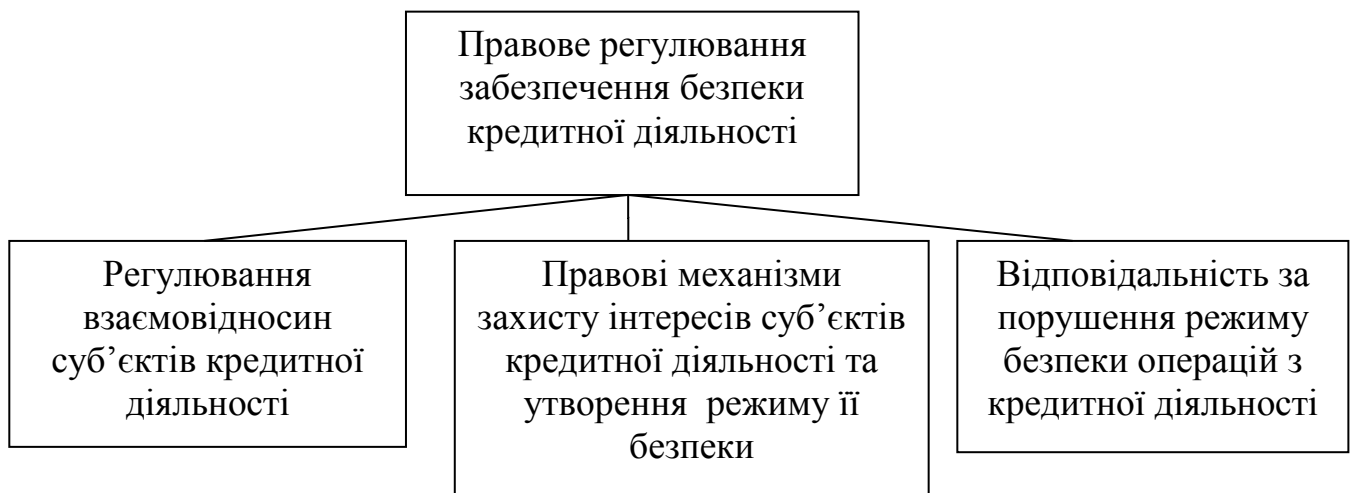 Правове регулювання
забезпечення безпеки
кредитної діяльності
Регулювання
взаємовідносин
суб’єктів кредитної
діяльності
Правові механізми
захисту інтересів суб’єктів
кредитної діяльності та
утворення режиму її
безпеки
Відповідальність за
порушення режиму
безпеки операцій з
кредитної діяльності